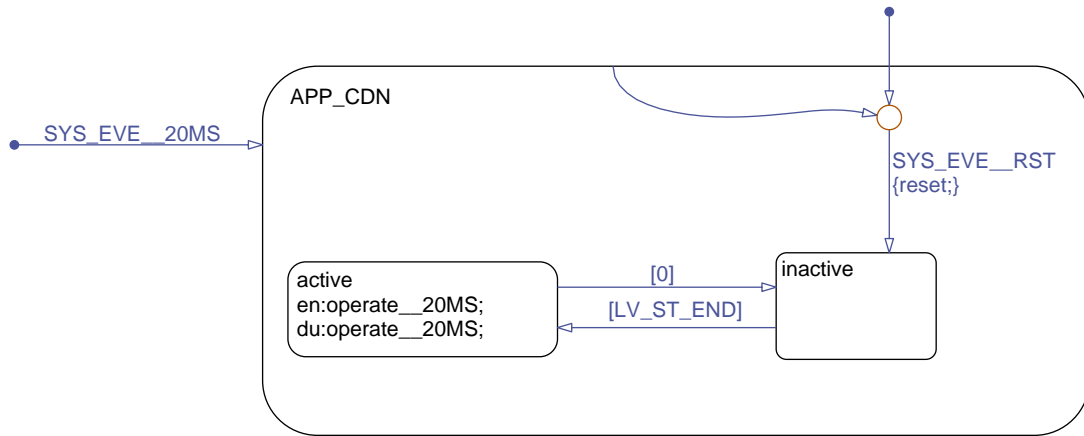 APP_CDN
SYS_EVE__20MS
SYS_EVE__RST
{reset;}
active
en:operate__20MS;
du:operate__20MS;
[0]
[LV_ST_END]
inactive